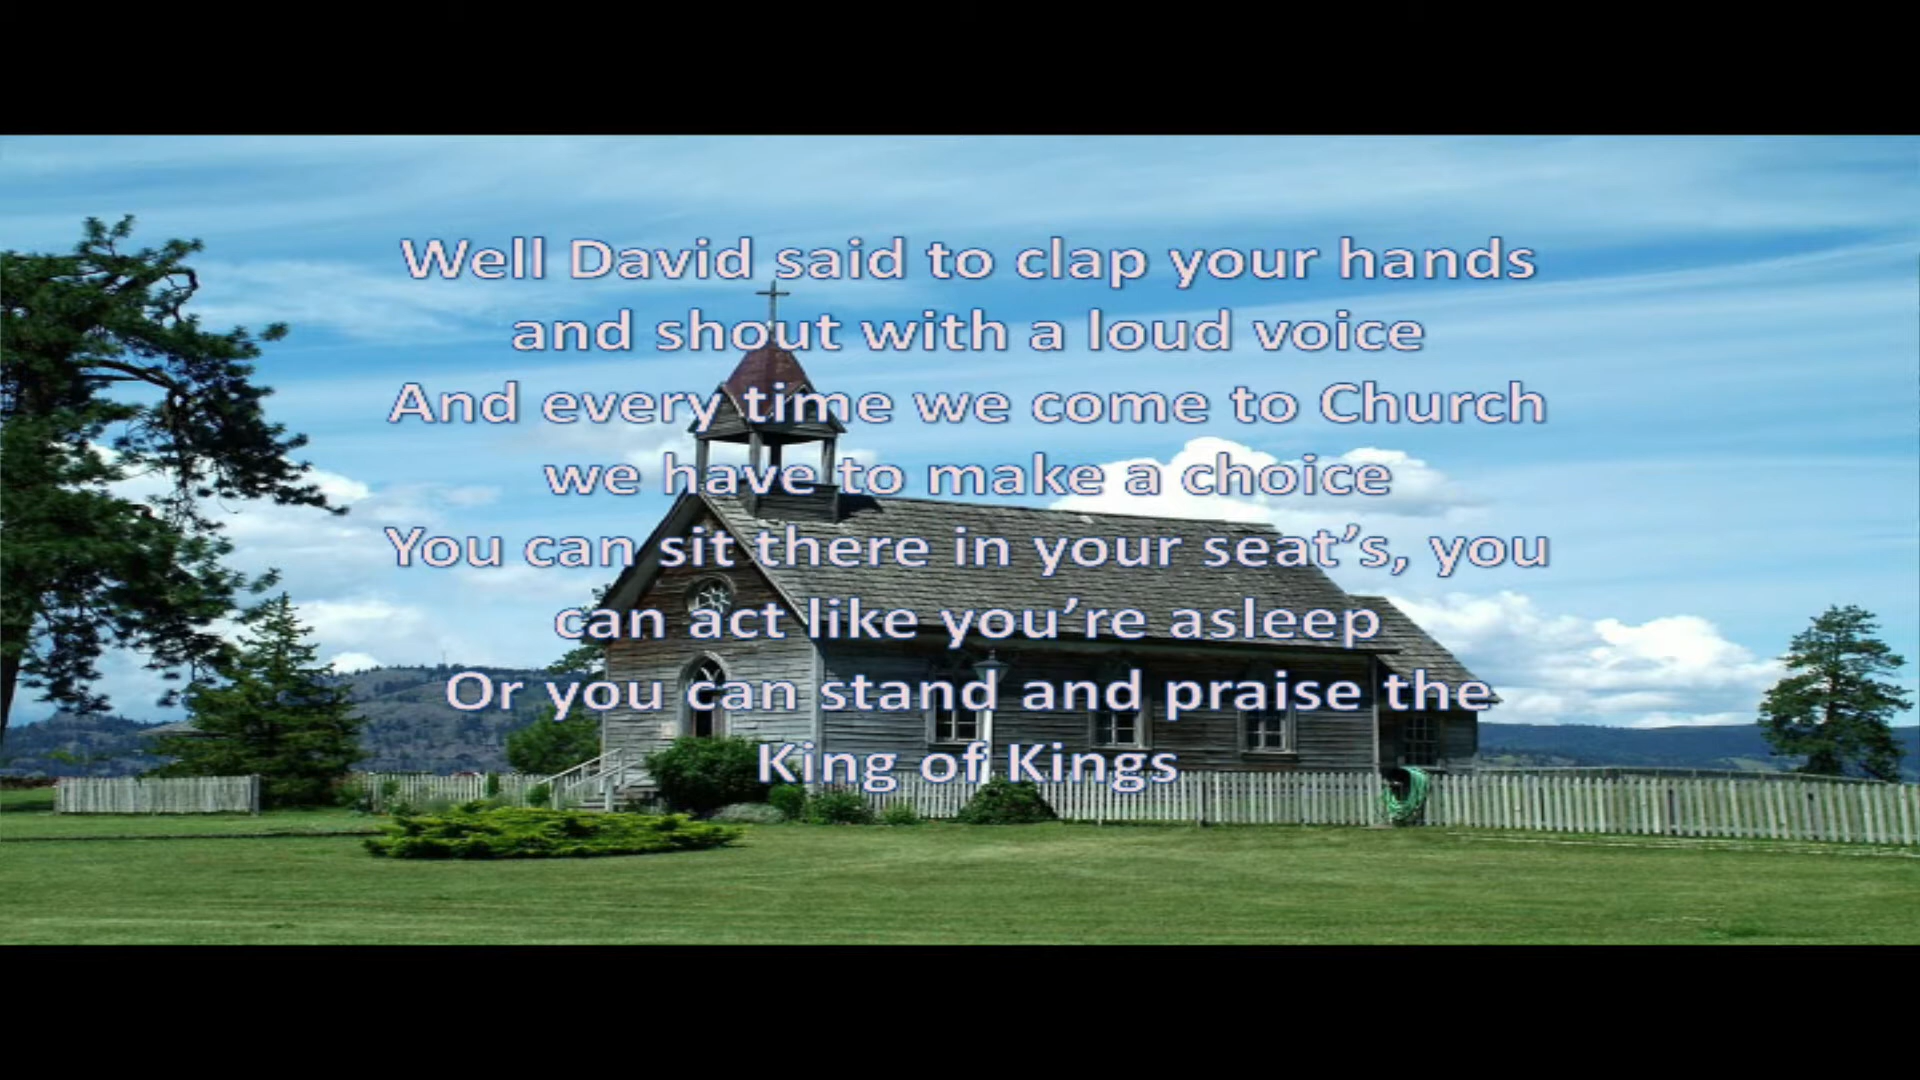 Well David said to clap your hands
and shout with a loud voice
And every time we come to Church
we have to make a choice
You can sit there in your seat’s, you
can act like you’re asleep
Or you can stand and praise the
King of Kings